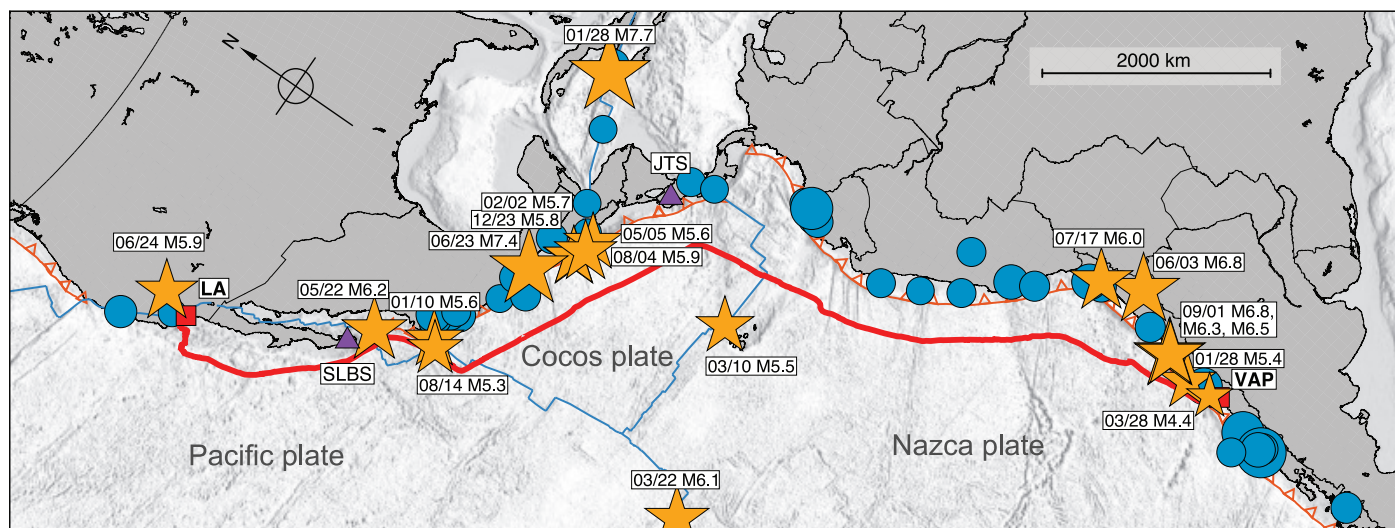 01/28 M7.7
N
2000 km
JTS
02/02 M5.7
12/23 M5.8
06/23 M7.4
05/05 M5.6
08/04 M5.9
06/24 M5.9
LA
05/22 M6.2
01/10 M5.6
07/17 M6.0
06/03 M6.8
09/01 M6.8,
M6.3, M6.5
01/28 M5.4
VAP
SLBS
08/14 M5.3
Cocos plate
03/10 M5.5
03/28 M4.4
Pacific plate
Nazca plate
03/22 M6.1